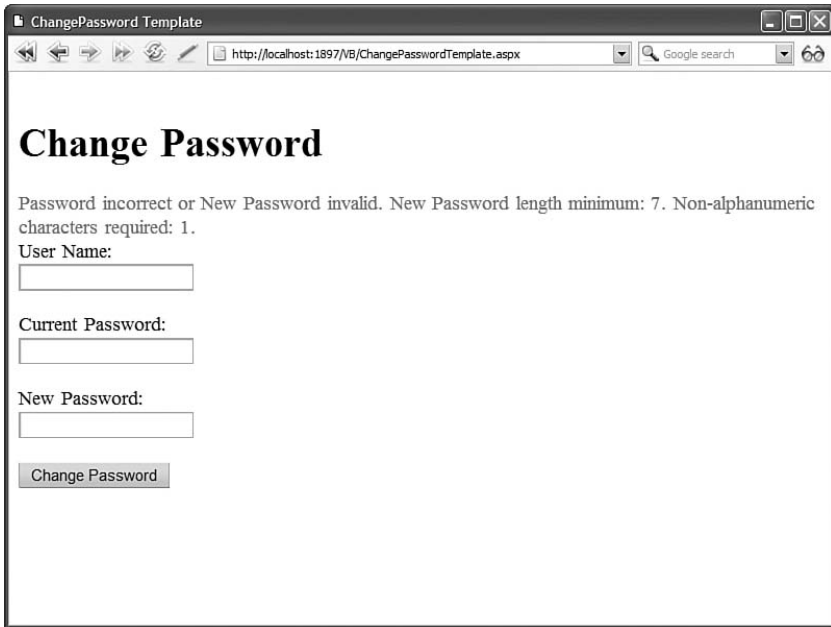 ChangePassword Template
http://localhost:1897/VB/ChangePasswordTemplate.aspx
Google search
Change Password
Password incorrect or New Password invalid. New Password length minimum: 7. Non-alphanumeric
characters required: 1.
User Name:
Current Password:
New Password:
Change Password